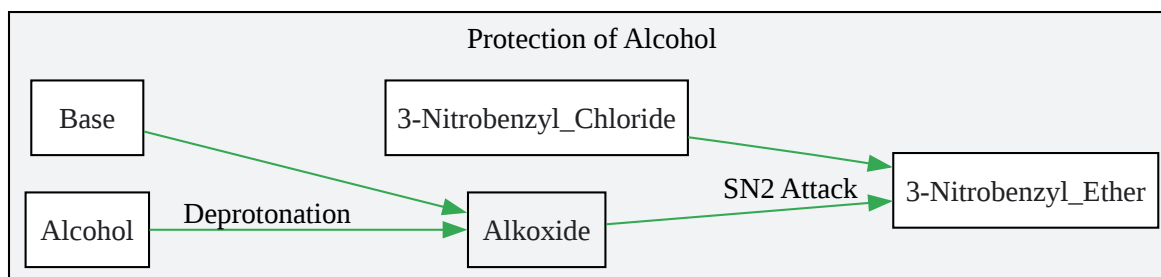 Protection of Alcohol
Base
3-Nitrobenzyl_Chloride
SN2 Attack
3-Nitrobenzyl_Ether
Alcohol
Deprotonation
Alkoxide